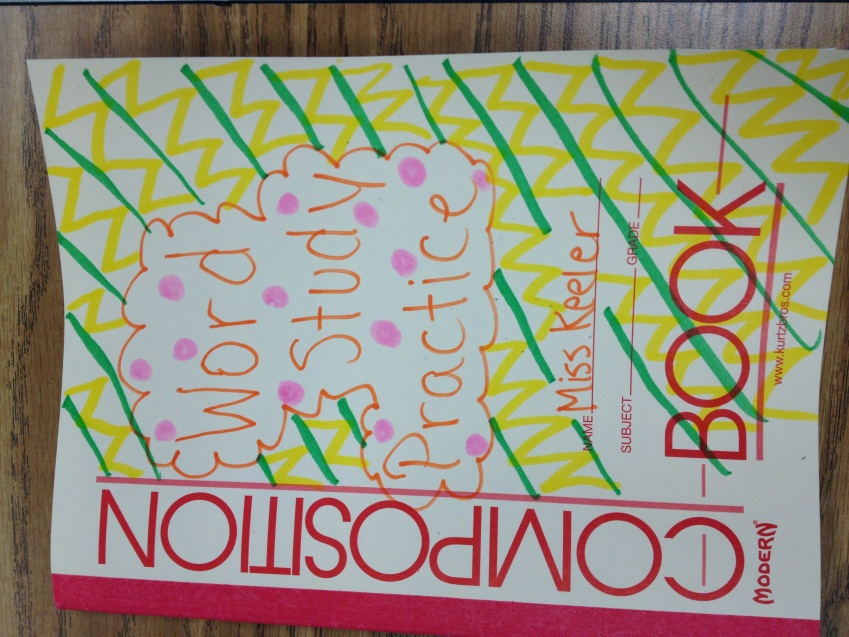 Word
Study
Practice
NAME Miss Keeler
SUBJECT GRADE
COMPOSITION
BOOK
MODERN®
www.kurtzbros.com